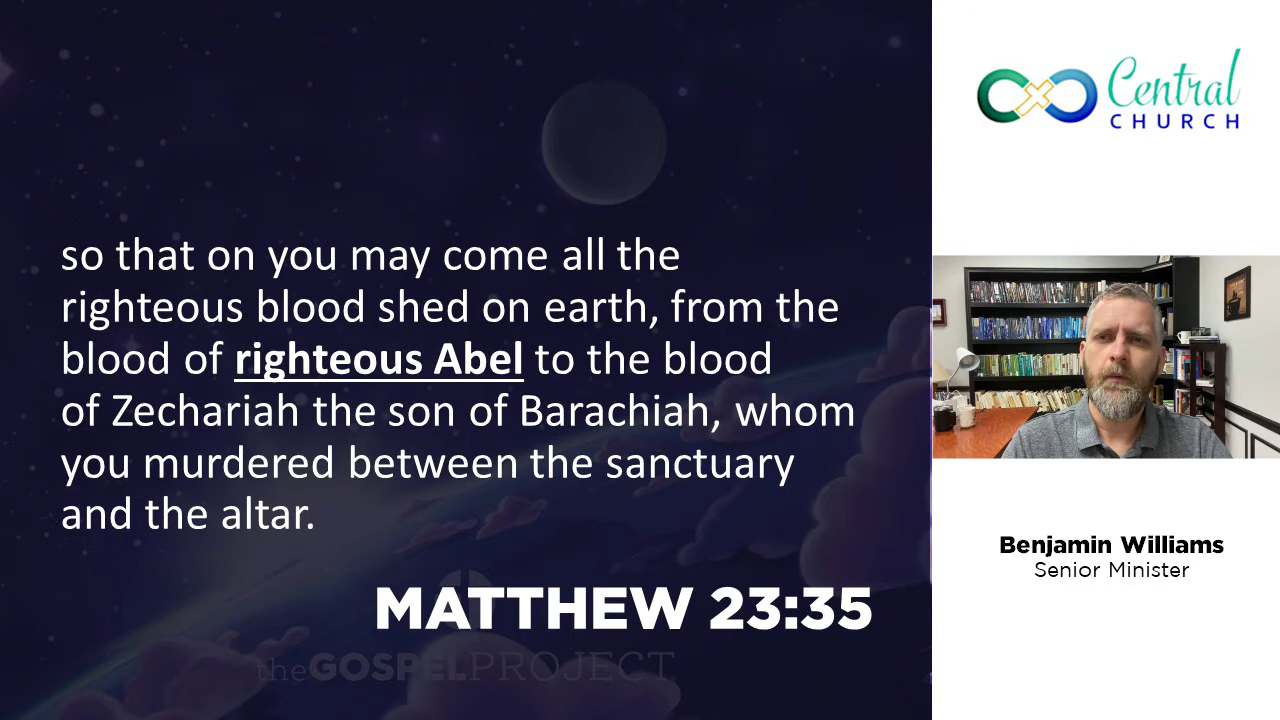 so that on you may come all the
righteous blood shed on earth, from the
blood of righteous Abel to the blood
of Zechariah the son of Barachiah, whom
you murdered between the sanctuary
and the altar.
MATTHEW 23:35
theGOSPELPROJECT
Central
CHURCH
Benjamin Williams
Senior Minister